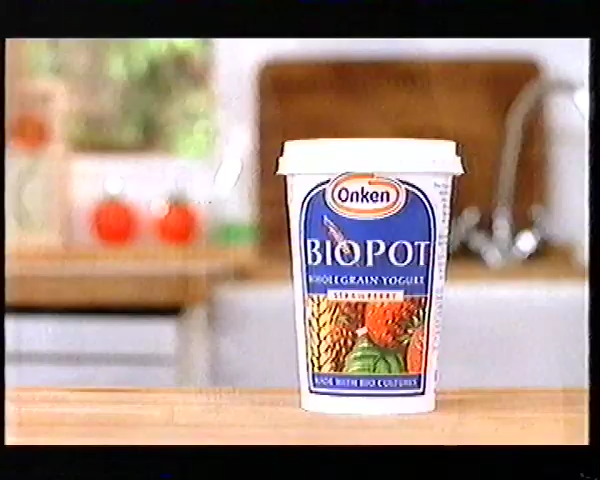 Onken
BIOPOT
WHOLEGRAIN YOGURT
STRAWBERRY
MADE WITH BIO CULTURES